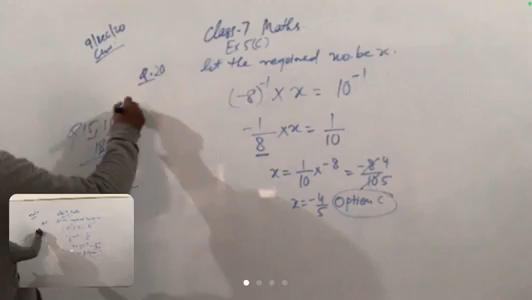 9/Dec/20
Class-7 Maths
Ex 5(C)
Q.20
let the required no. be x.
(-8)⁻¹ × x = 10⁻¹
-1/8 × x = 1/10
x = 1/10 × -8 = -8 4/10 5
x = -4/5 Option C